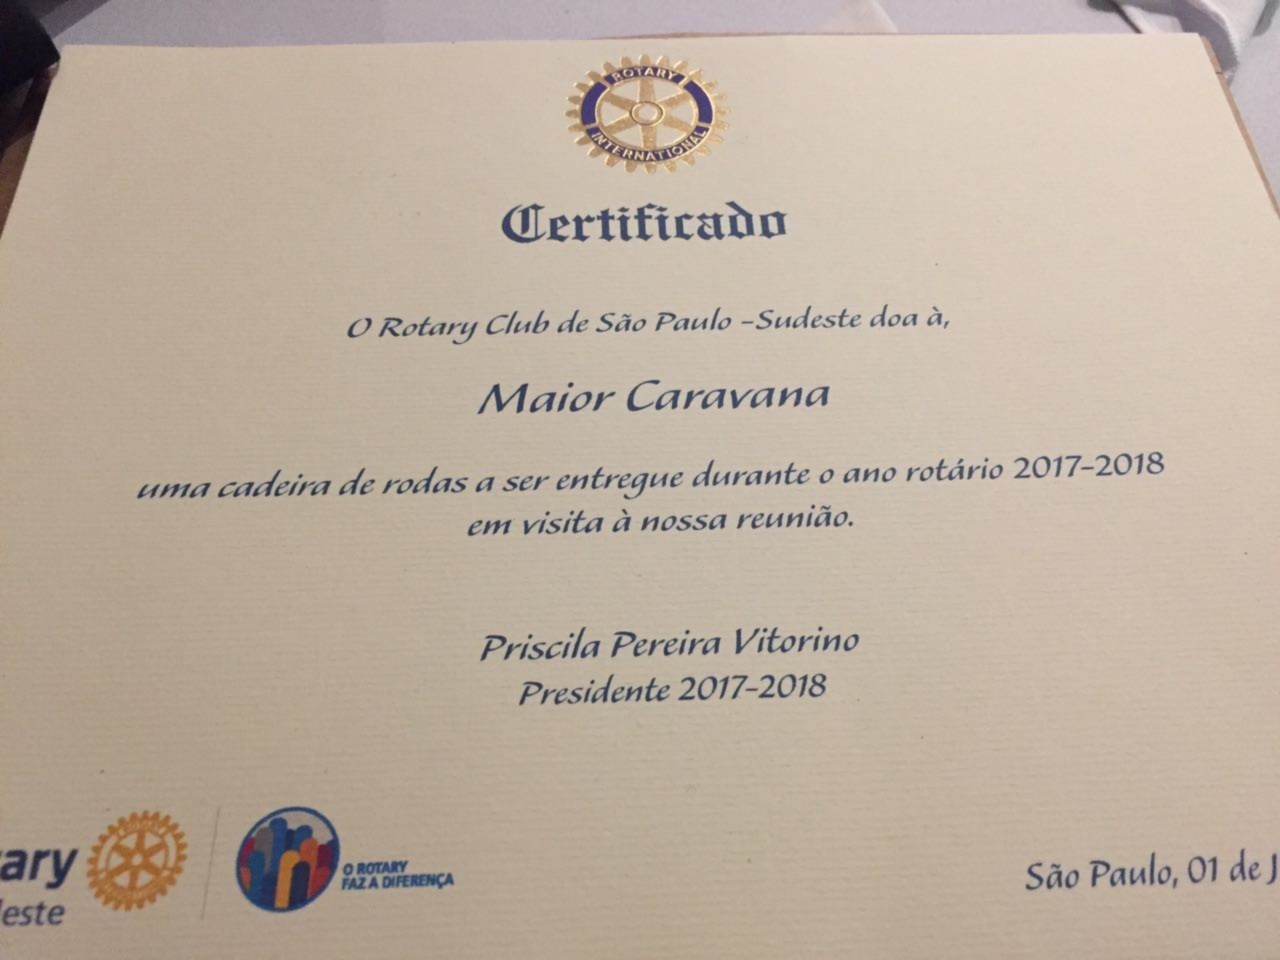 ROTARY
INTERNATIONAL
Certificado
O Rotary Club de São Paulo -Sudeste doa à,
Maior Caravana
uma cadeira de rodas a ser entregue durante o ano rotário 2017-2018
em visita à nossa reunião.
Priscila Pereira Vitorino
Presidente 2017-2018
ary
leste
O ROTARY
FAZ A DIFERENÇA
São Paulo, 01 de J